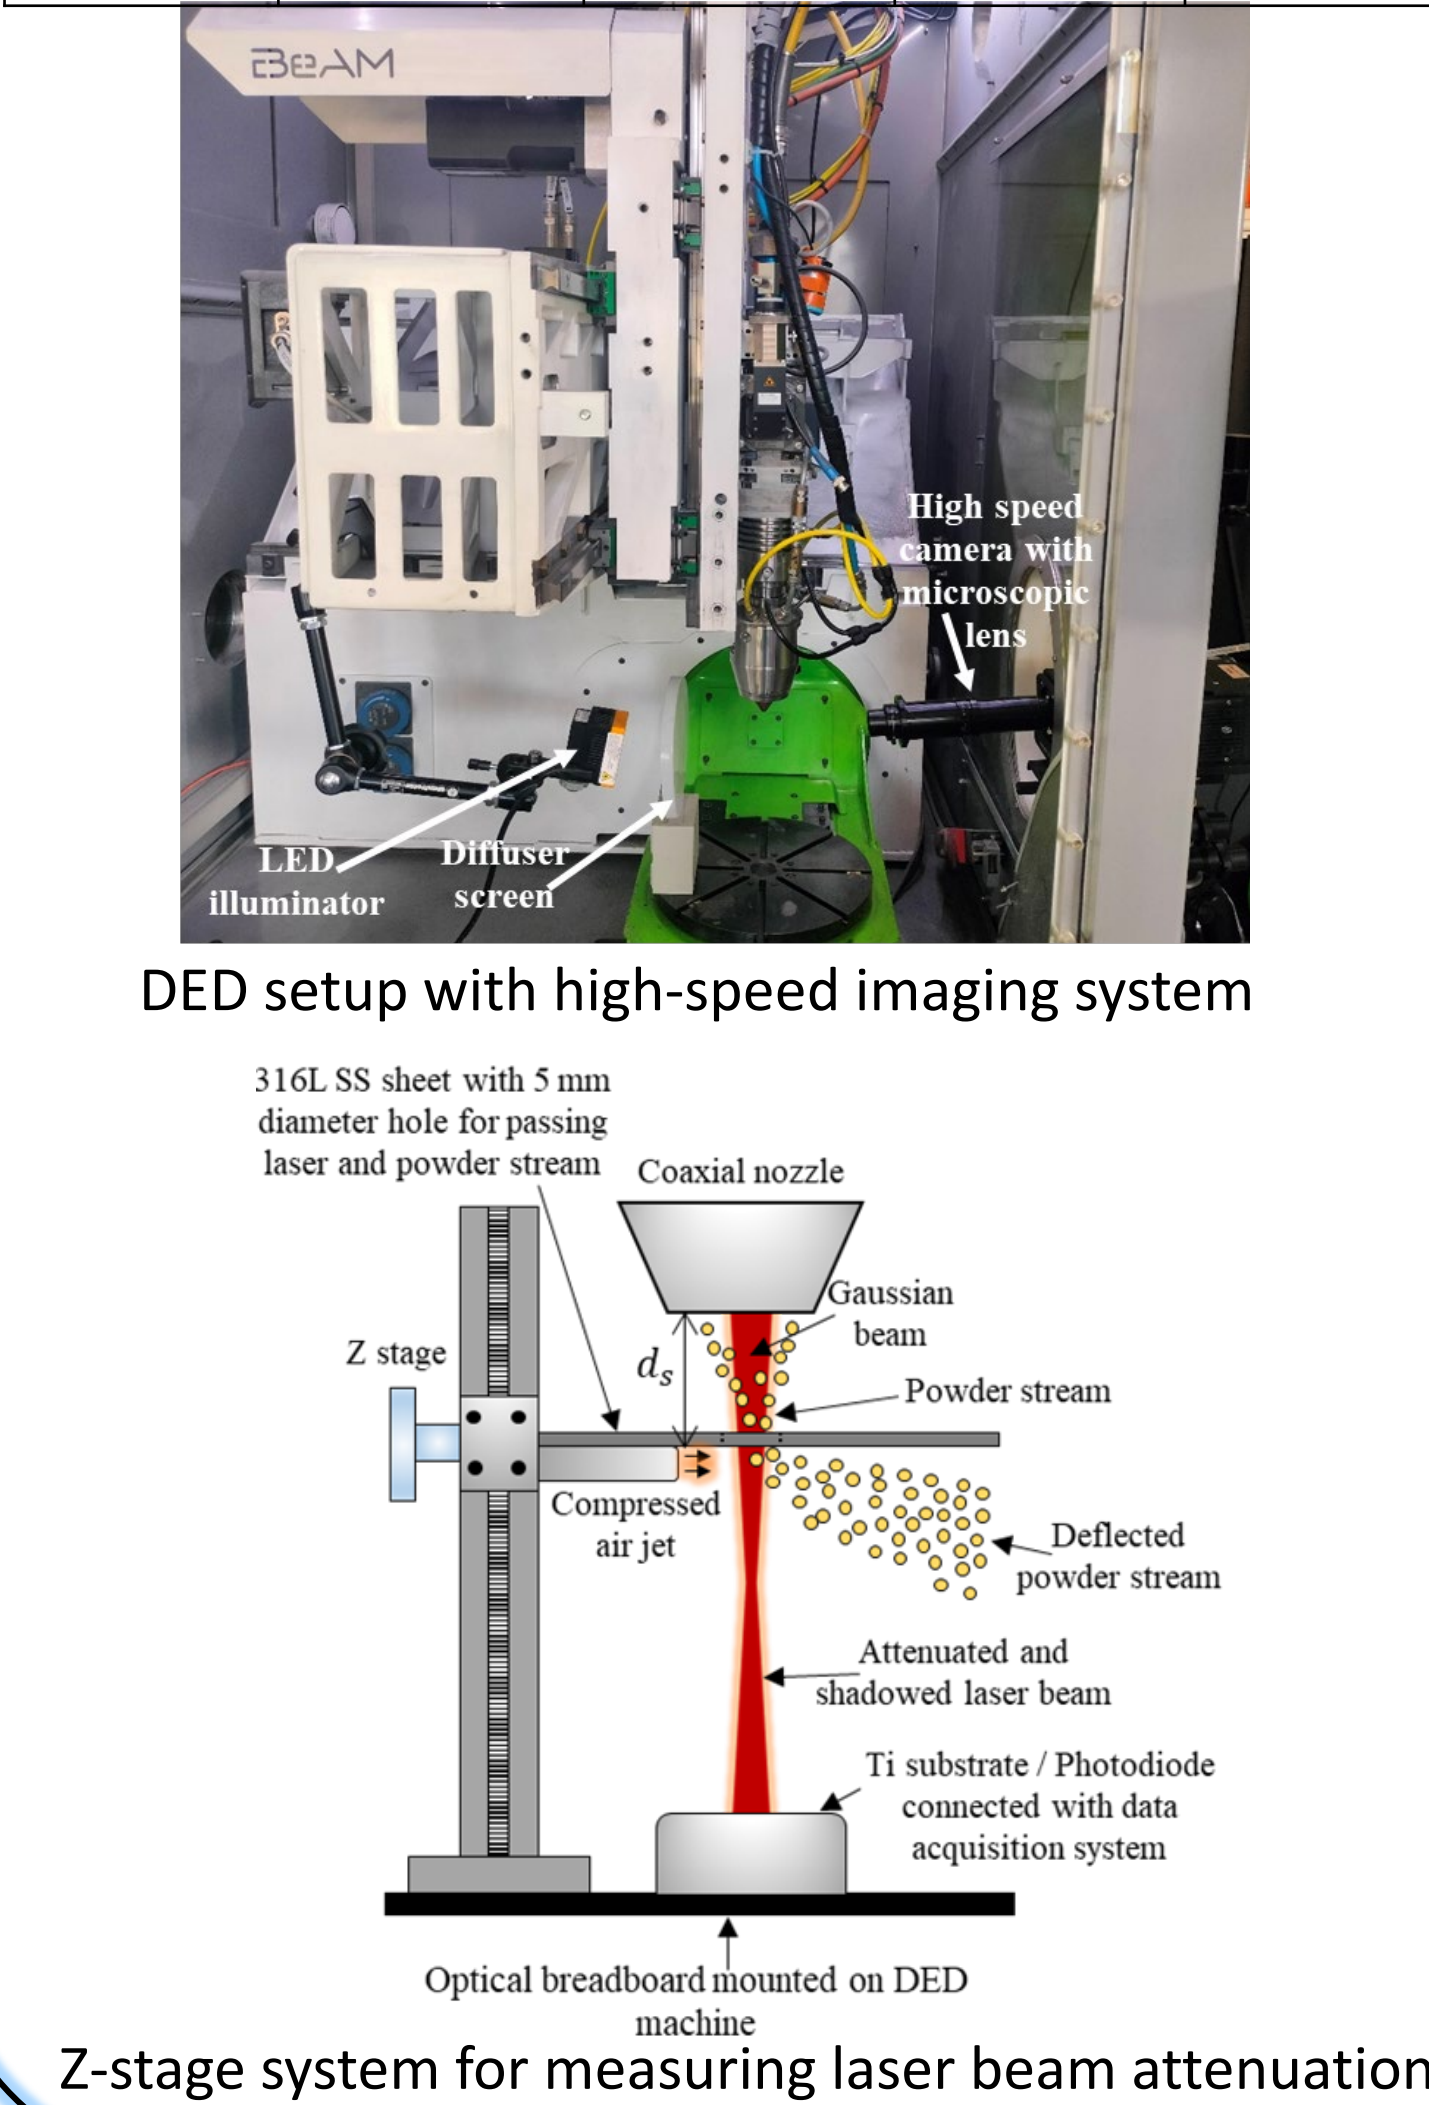 BeAM
High speed
camera with
microscopic
lens
LED
illuminator
Diffuser
screen
DED setup with high-speed imaging system
316L SS sheet with 5 mm
diameter hole for passing
laser and powder stream
Coaxial nozzle
Gaussian
beam
Z stage
ds
Powder stream
Compressed
air jet
Deflected
powder stream
Attenuated and
shadowed laser beam
Ti substrate / Photodiode
connected with data
acquisition system
Optical breadboard mounted on DED
machine
Z-stage system for measuring laser beam attenuation